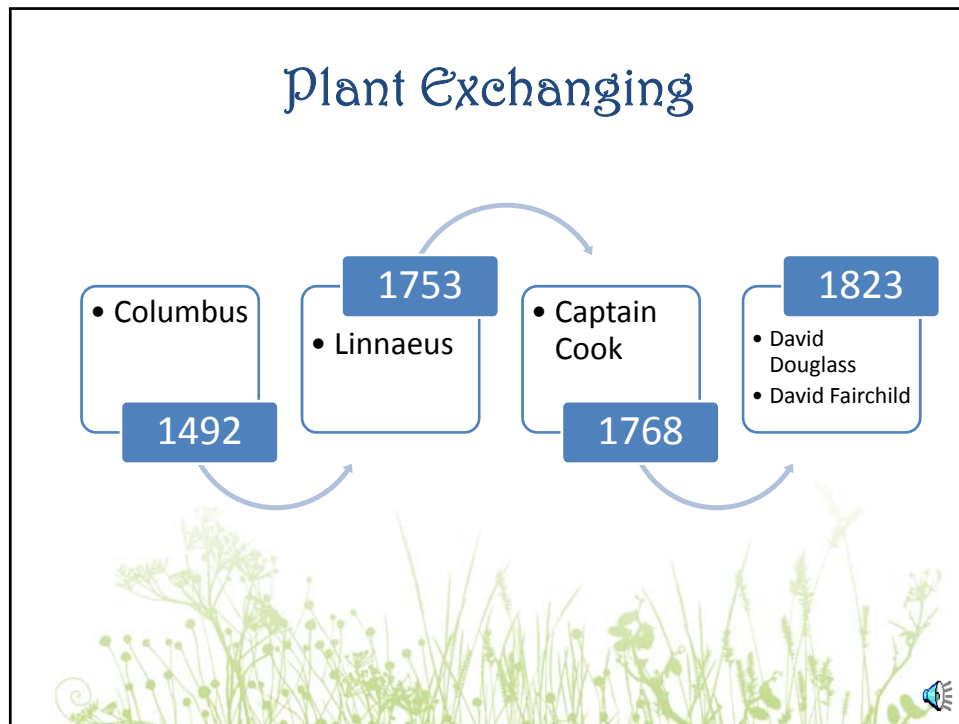 Plant Exchanging
• Columbus
1492
1753
• Linnaeus
• Captain
Cook
1768
1823
• David
Douglass
• David Fairchild